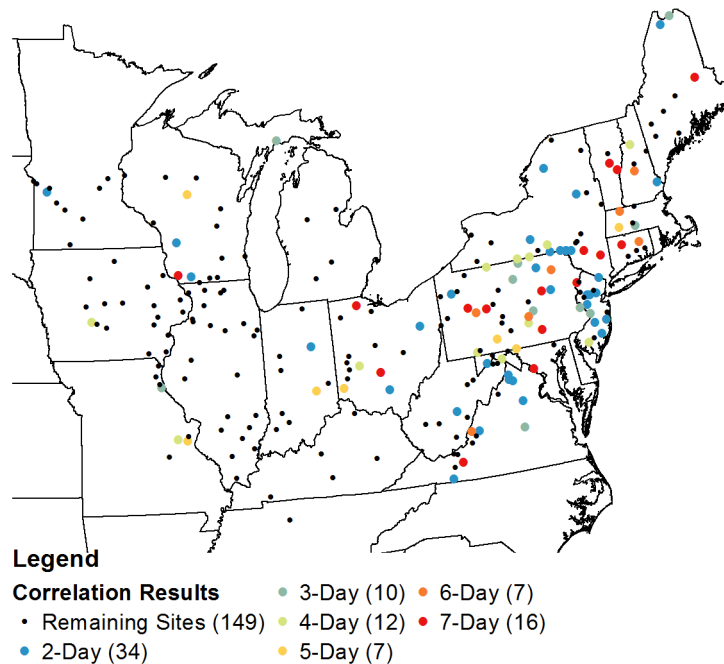 Legend
Correlation Results
Remaining Sites (149)
2-Day (34)
3-Day (10)
4-Day (12)
5-Day (7)
6-Day (7)
7-Day (16)